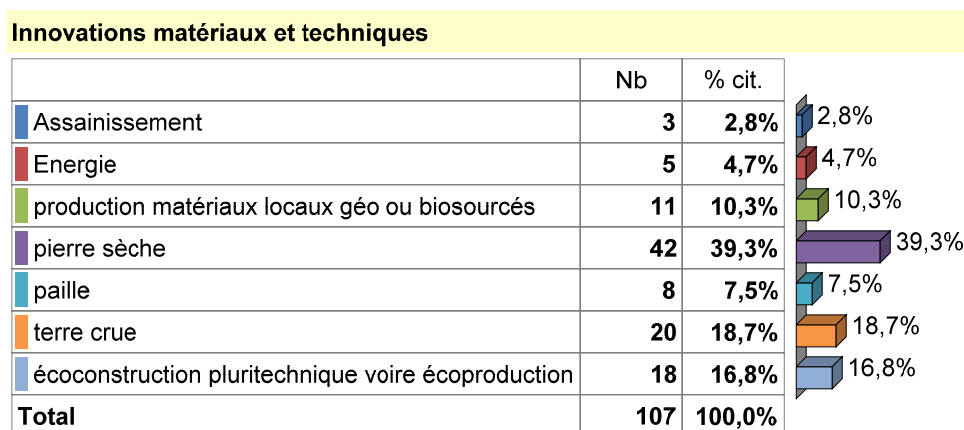 Innovations matériaux et techniques
Nb % cit.
Assainissement 3 2,8% 2,8%
Energie 5 4,7% 4,7%
production matériaux locaux géo ou biosourcés 11 10,3% 10,3%
pierre sèche 42 39,3% 39,3%
paille 8 7,5% 7,5%
terre crue 20 18,7% 18,7%
écoconstruction pluritechnique voire écoproduction 18 16,8% 16,8%
Total 107 100,0%